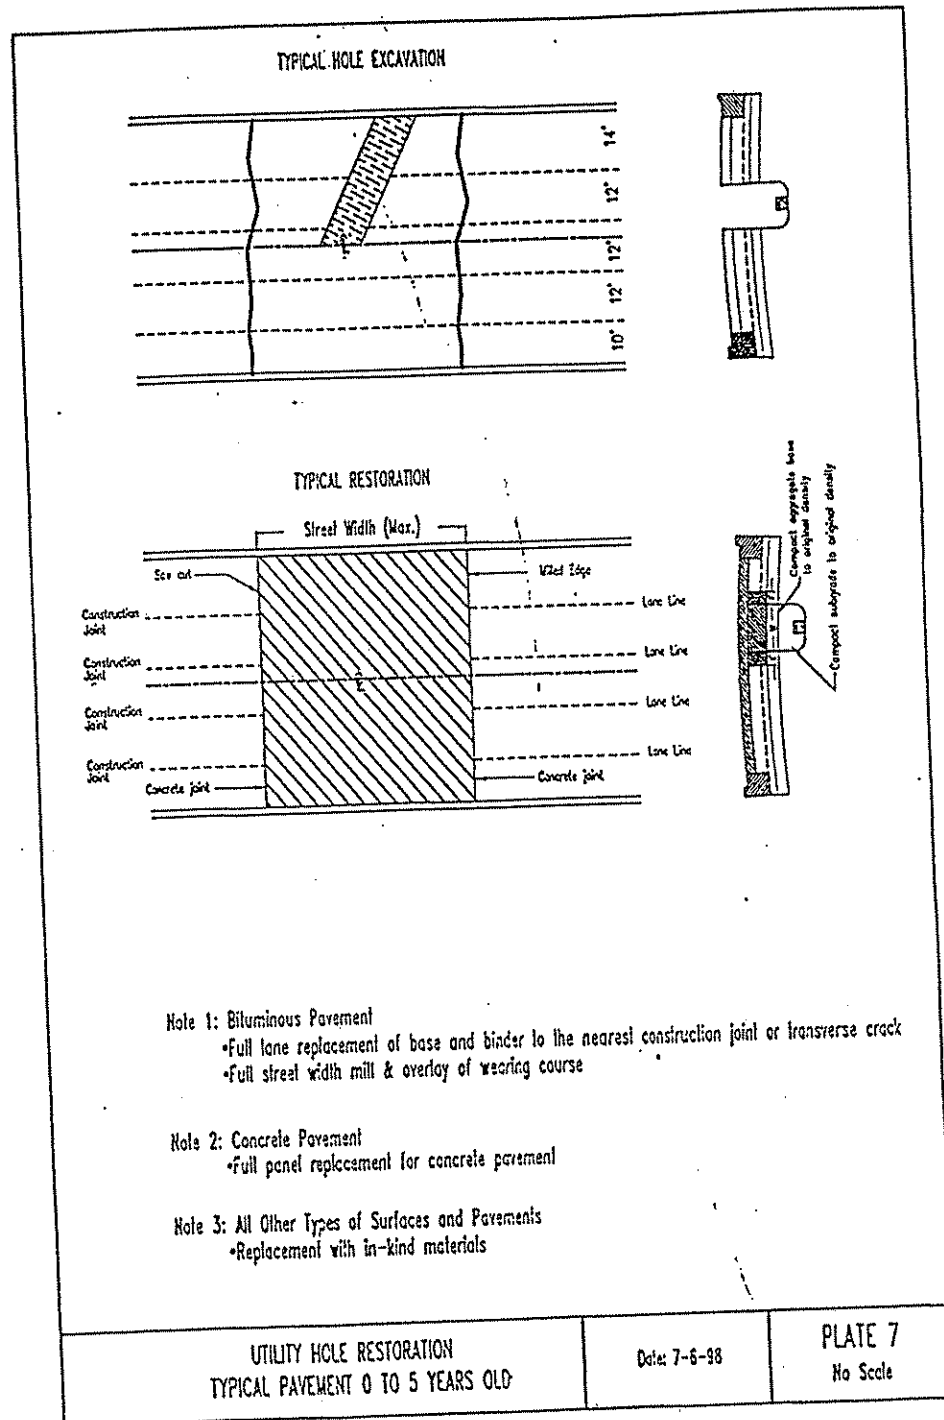 TYPICAL HOLE EXCAVATION
14"
12"
12"
12"
10"
TYPICAL RESTORATION
Street Width (Max.)
Saw cut
Milled Edge
Construction
Joint
Lane Line
Construction
Joint
Lane Line
Construction
Joint
Lane Line
Construction
Joint
Lane Line
Concrete joint
Concrete joint
Compact aggregate base
to original density
Compact subgrade to original density
Note 1: Bituminous Pavement
•Full lane replacement of base and binder to the nearest construction joint or transverse crack
•Full street width mill & overlay of wearing course
Note 2: Concrete Pavement
•Full panel replacement for concrete pavement
Note 3: All Other Types of Surfaces and Pavements
•Replacement with in-kind materials
UTILITY HOLE RESTORATION
TYPICAL PAVEMENT 0 TO 5 YEARS OLD
Date: 7-6-98
PLATE 7
No Scale